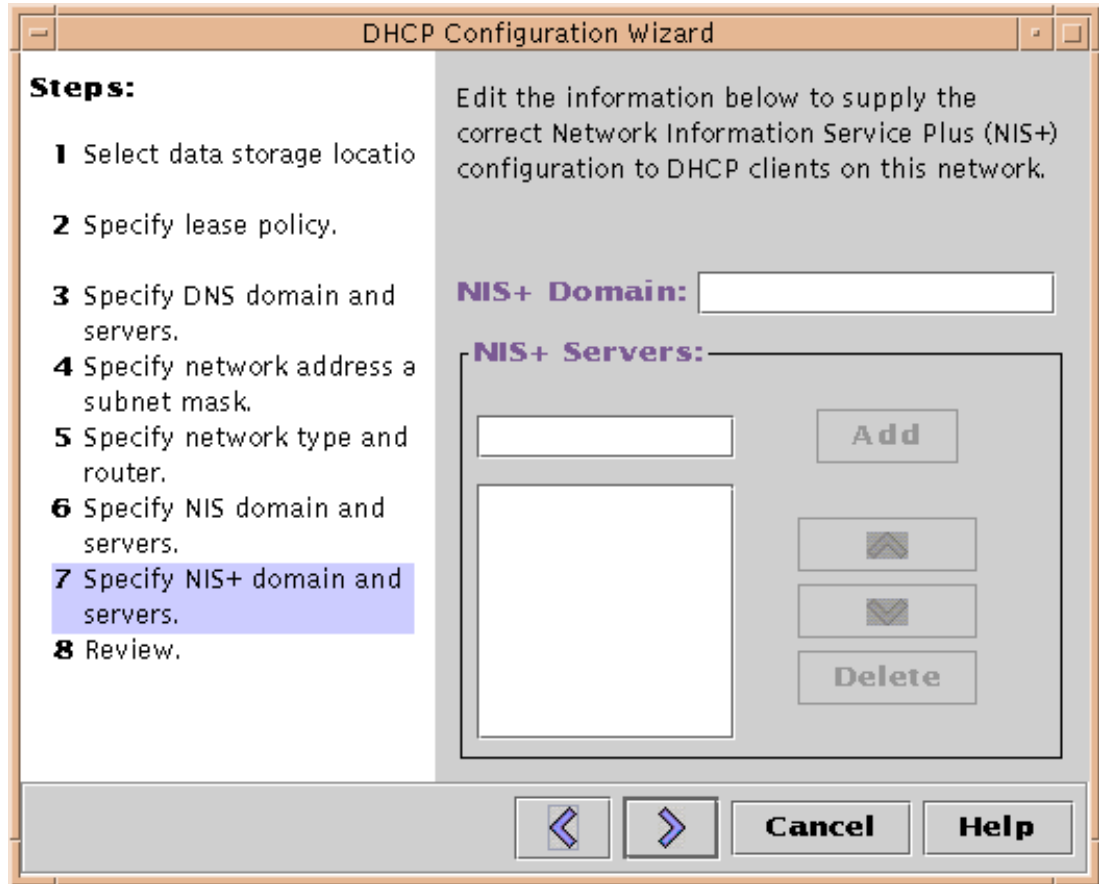 DHCP Configuration Wizard
Steps:
1 Select data storage locatio
2 Specify lease policy.
3 Specify DNS domain and
servers.
4 Specify network address a
subnet mask.
5 Specify network type and
router.
6 Specify NIS domain and
servers.
7 Specify NIS+ domain and
servers.
8 Review.
Edit the information below to supply the
correct Network Information Service Plus (NIS+)
configuration to DHCP clients on this network.
NIS+ Domain:
NIS+ Servers:
Add
Delete
Cancel
Help